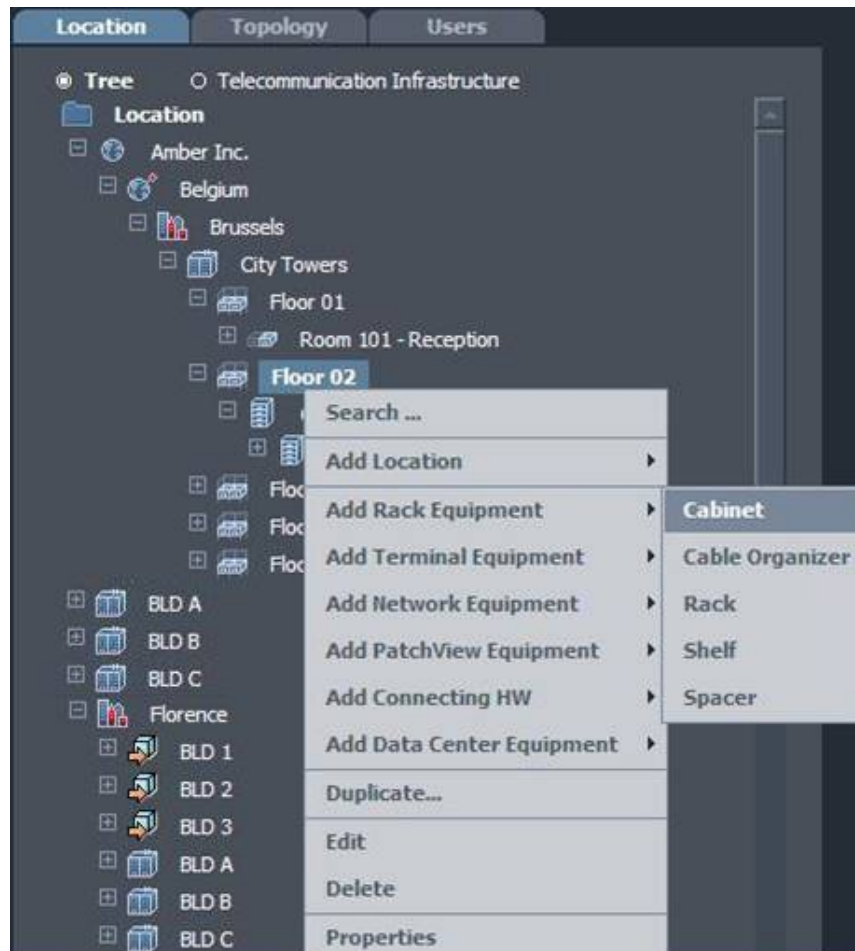 Location Topology Users
Tree Telecommunication Infrastructure
Location
Amber Inc.
Belgium
Brussels
City Towers
Floor 01
Room 101 - Reception
Floor 02
Search ...
Add Location
Add Rack Equipment
Add Terminal Equipment
Add Network Equipment
Add PatchView Equipment
Add Connecting HW
Add Data Center Equipment
Duplicate...
Edit
Delete
Properties
Cabinet
Cable Organizer
Rack
Shelf
Spacer
BLD A
BLD B
BLD C
Florence
BLD 1
BLD 2
BLD 3
BLD A
BLD B
BLD C